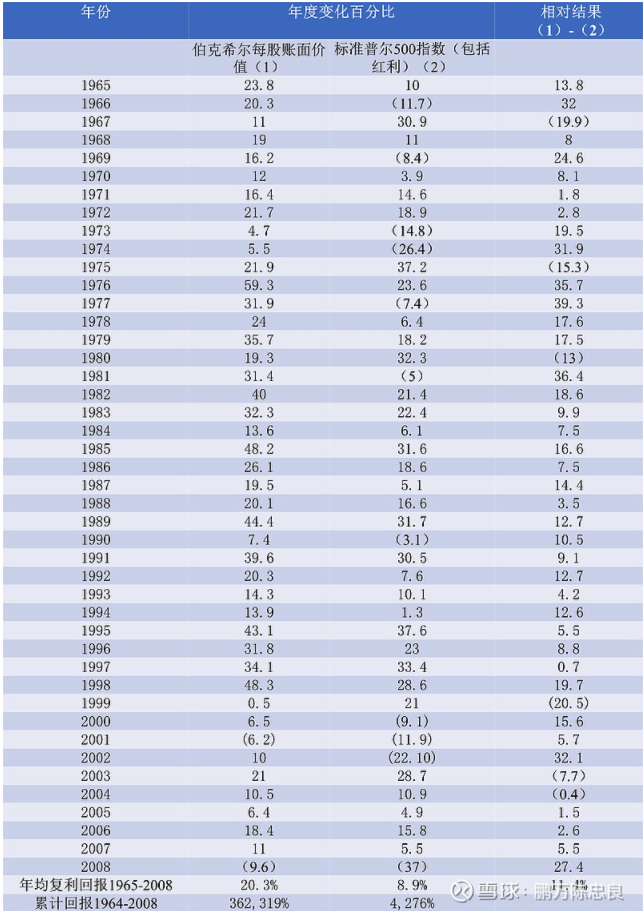 年份 年度变化百分比 相对结果
（1）-（2）
伯克希尔每股账面价 标准普尔500指数（包括
值（1） 红利）（2）
1965 23.8 10 13.8
1966 20.3 (11.7) 32
1967 11 30.9 (19.9)
1968 19 11 8
1969 16.2 (8.4) 24.6
1970 12 3.9 8.1
1971 16.4 14.6 1.8
1972 21.7 18.9 2.8
1973 4.7 (14.8) 19.5
1974 5.5 (26.4) 31.9
1975 21.9 37.2 (15.3)
1976 59.3 23.6 35.7
1977 31.9 (7.4) 39.3
1978 24 6.4 17.6
1979 35.7 18.2 17.5
1980 19.3 32.3 (13)
1981 31.4 (5) 36.4
1982 40 21.4 18.6
1983 32.3 22.4 9.9
1984 13.6 6.1 7.5
1985 48.2 31.6 16.6
1986 26.1 18.6 7.5
1987 19.5 5.1 14.4
1988 20.1 16.6 3.5
1989 44.4 31.7 12.7
1990 7.4 (3.1) 10.5
1991 39.6 30.5 9.1
1992 20.3 7.6 12.7
1993 14.3 10.1 4.2
1994 13.9 1.3 12.6
1995 43.1 37.6 5.5
1996 31.8 23 8.8
1997 34.1 33.4 0.7
1998 48.3 28.6 19.7
1999 0.5 21 (20.5)
2000 6.5 (9.1) 15.6
2001 (6.2) (11.9) 5.7
2002 10 (22.10) 32.1
2003 21 28.7 (7.7)
2004 10.5 10.9 (0.4)
2005 6.4 4.9 1.5
2006 18.4 15.8 2.6
2007 11 5.5 5.5
2008 (9.6) (37) 27.4
年均复利回报1965-2008 20.3% 8.9% 11.4%
累计回报1964-2008 362,319% 4,276%
雪球：鹏万陈忠良